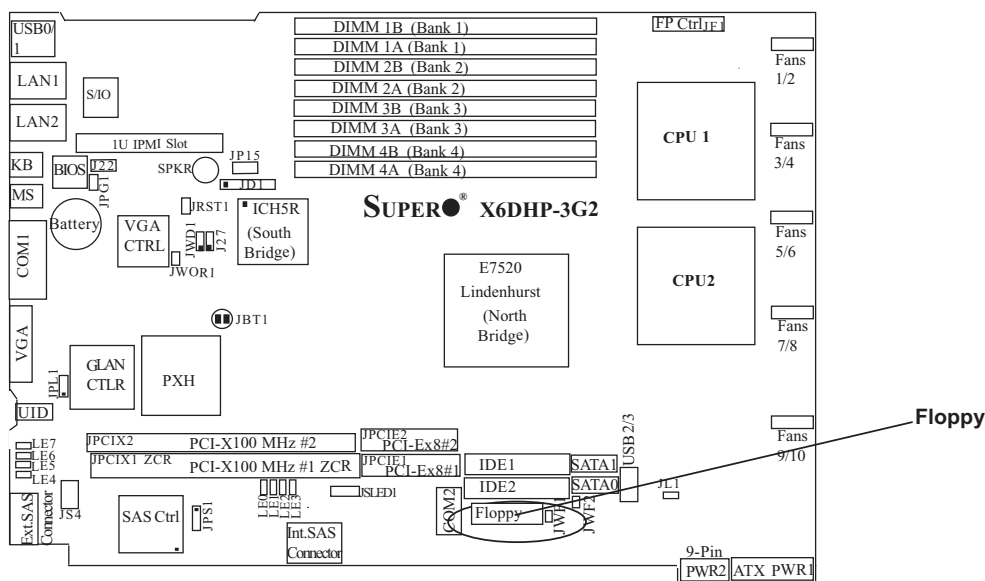 USB0/
1
LAN1
LAN2
KB
MS
COM1
VGA
UID
LE7
LE6
LE5
LE4
Ext.SAS
Connector
S/IO
1U IPMI Slot
BIOS
J22
JPG1
SPKR
JP15
JD1
Battery
VGA
CTRL
JRST1
JWD1
J27
JWOR1
ICH5R
(South
Bridge)
JBT1
JPL1
GLAN
CTLR
PXH
DIMM 1B (Bank 1)
DIMM 1A (Bank 1)
DIMM 2B (Bank 2)
DIMM 2A (Bank 2)
DIMM 3B (Bank 3)
DIMM 3A (Bank 3)
DIMM 4B (Bank 4)
DIMM 4A (Bank 4)
SUPER® X6DHP-3G2
FP Ctrl
JF1
CPU 1
CPU2
E7520
Lindenhurst
(North
Bridge)
Fans
1/2
Fans
3/4
Fans
5/6
Fans
7/8
Fans
9/10
Floppy
JPCIX2
PCI-X100 MHz #2
JPCIX1 ZCR
PCI-X100 MHz #1 ZCR
JPCIE2
PCI-Ex8#2
JPCIE1
PCI-Ex8#1
IDE1
IDE2
SATA1
SATA0
USB 2/3
JL1
JS4
SAS Ctrl
JPS1
LE0
LE1
LE2
LE3
JSLED1
Int.SAS
Connector
COM2
Floppy
JWF1
JWF2
9-Pin
PWR2
ATX PWR1